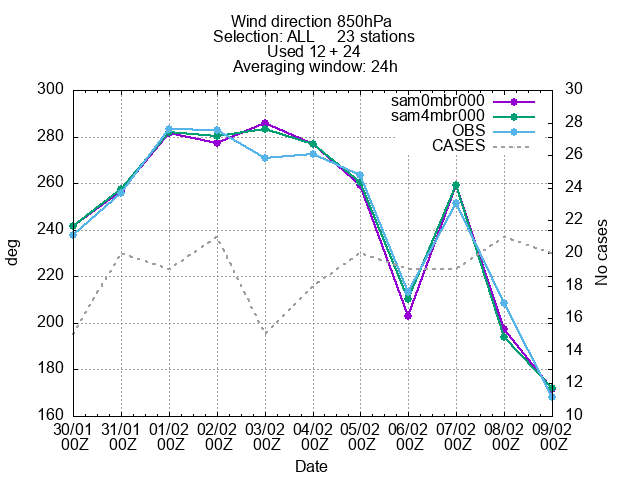 Wind direction 850hPa
Selection: ALL 23 stations
Used 12 + 24
Averaging window: 24h
300 30
280 28
260 26
240 24
220 22
200 20
180 18
160 16
14
12
10
sam0mbr000
sam4mbr000
OBS
CASES
deg
No cases
30/01 31/01 01/02 02/02 03/02 04/02 05/02 06/02 07/02 08/02 09/02
00Z 00Z 00Z 00Z 00Z 00Z 00Z 00Z 00Z 00Z 00Z
Date